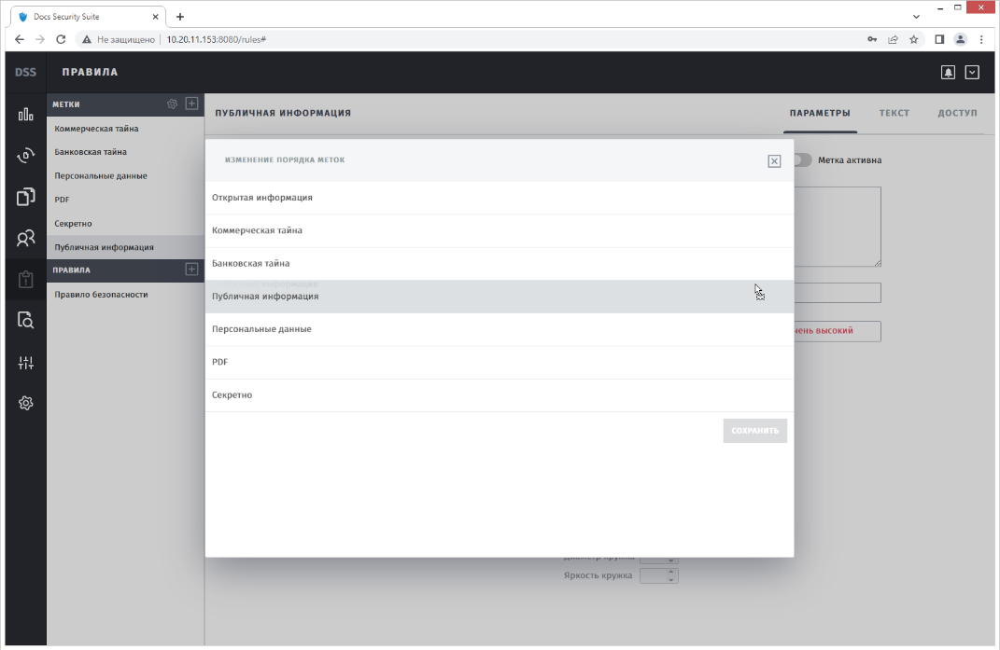 Docs Security Suite
Не защищено
10.20.11.153:8080/rules#
DSS
ПРАВИЛА
МЕТКИ
Коммерческая тайна
Банковская тайна
Персональные данные
PDF
Секретно
Публичная информация
ПРАВИЛА
Правило безопасности
ПУБЛИЧНАЯ ИНФОРМАЦИЯ
ПАРАМЕТРЫ
ТЕКСТ
ДОСТУП
Метка активна
ИЗМЕНЕНИЕ ПОРЯДКА МЕТОК
Открытая информация
Коммерческая тайна
Банковская тайна
Публичная информация
Персональные данные
PDF
Секретно
СОХРАНИТЬ
высокий
Диаметр кружка
Яркость кружка